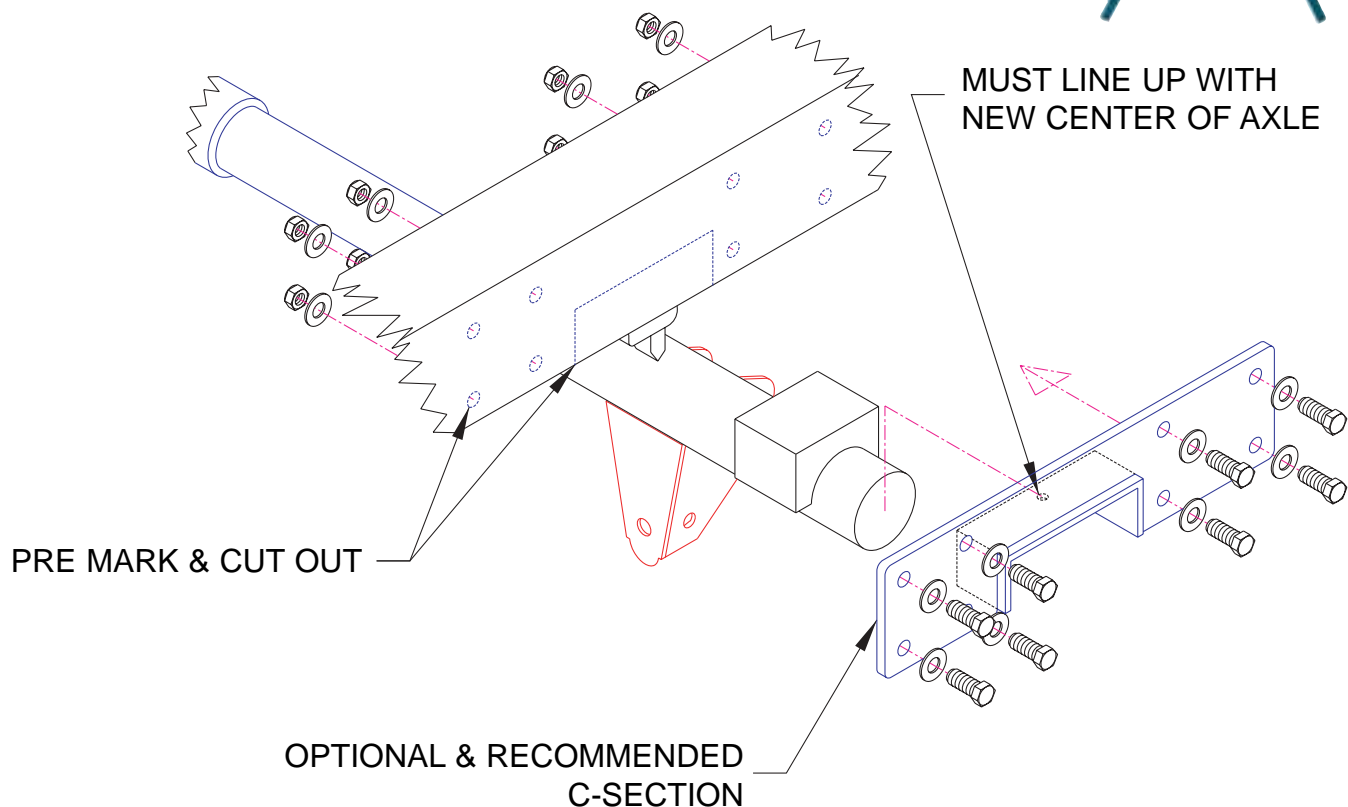 MUST LINE UP WITH
NEW CENTER OF AXLE
PRE MARK & CUT OUT
OPTIONAL & RECOMMENDED
C-SECTION